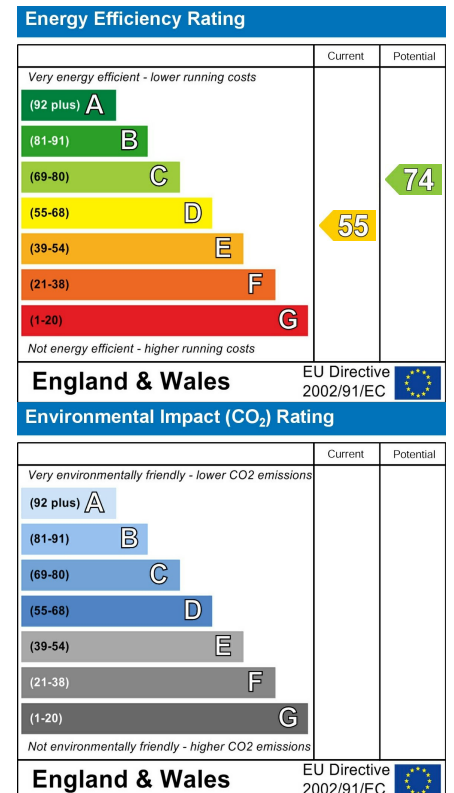 Energy Efficiency Rating
Current Potential
Very energy efficient - lower running costs
(92 plus) A
(81-91) B
(69-80) C
74
(55-68) D
55
(39-54) E
(21-38) F
(1-20) G
Not energy efficient - higher running costs
England & Wales
EU Directive
2002/91/EC
Environmental Impact (CO₂) Rating
Current Potential
Very environmentally friendly - lower CO2 emissions
(92 plus) A
(81-91) B
(69-80) C
(55-68) D
(39-54) E
(21-38) F
(1-20) G
Not environmentally friendly - higher CO2 emissions
England & Wales
EU Directive
2002/91/EC